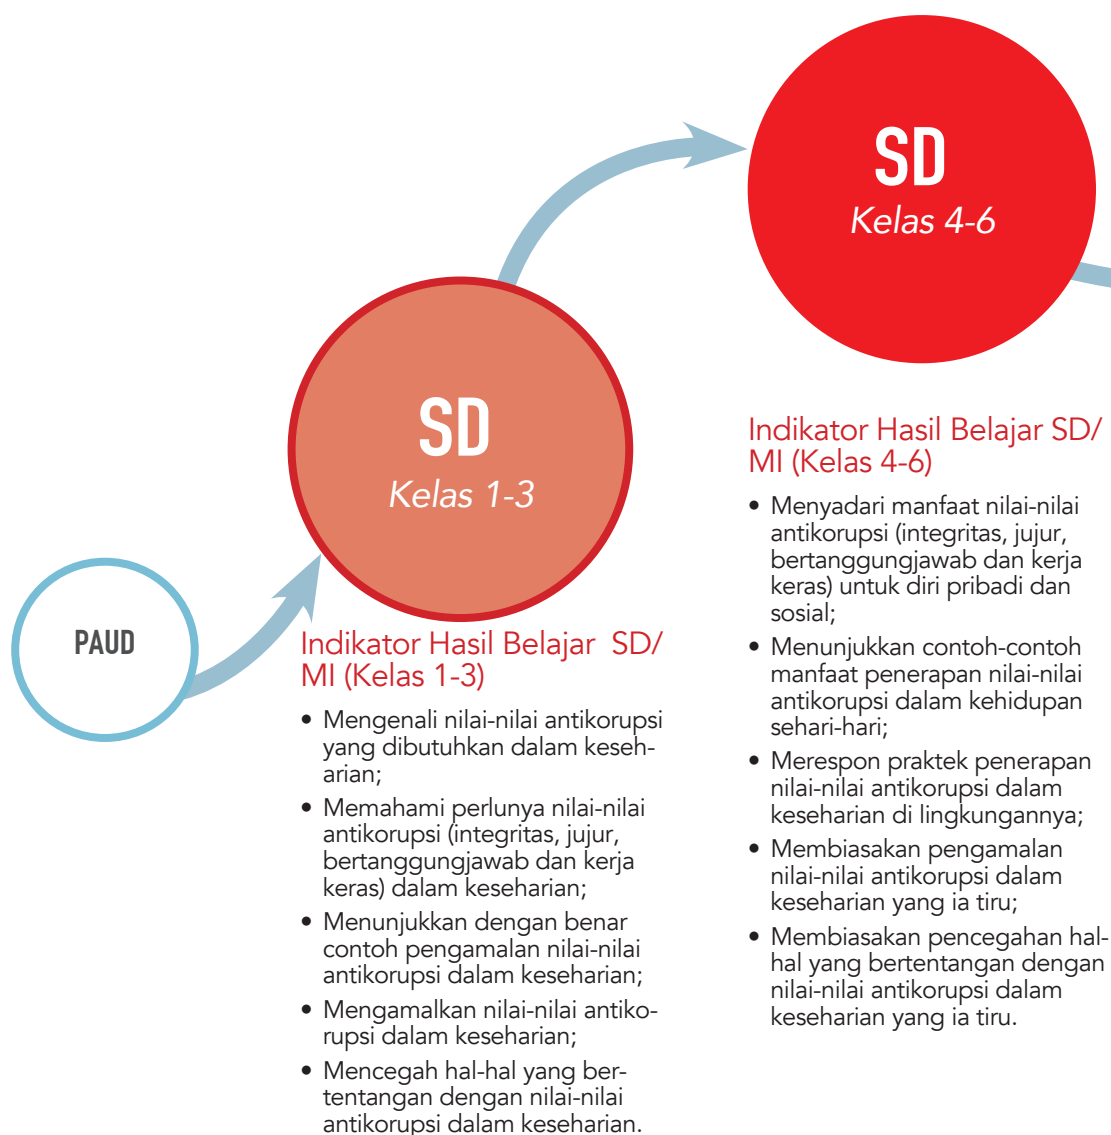 PAUD
SD
Kelas 1-3
Indikator Hasil Belajar  SD/
MI (Kelas 1-3)
• Mengenali nilai-nilai antikorupsi
yang dibutuhkan dalam keseh-
arian;
• Memahami perlunya nilai-nilai
antikorupsi (integritas, jujur,
bertanggungjawab dan kerja
keras) dalam keseharian;
• Menunjukkan dengan benar
contoh pengamalan nilai-nilai
antikorupsi dalam keseharian;
• Mengamalkan nilai-nilai antiko-
rupsi dalam keseharian;
• Mencegah hal-hal yang ber-
tentangan dengan nilai-nilai
antikorupsi dalam keseharian.
SD
Kelas 4-6
Indikator Hasil Belajar SD/
MI (Kelas 4-6)
• Menyadari manfaat nilai-nilai
antikorupsi (integritas, jujur,
bertanggungjawab dan kerja
keras) untuk diri pribadi dan
sosial;
• Menunjukkan contoh-contoh
manfaat penerapan nilai-nilai
antikorupsi dalam kehidupan
sehari-hari;
• Merespon praktek penerapan
nilai-nilai antikorupsi dalam
keseharian di lingkungannya;
• Membiasakan pengamalan
nilai-nilai antikorupsi dalam
keseharian yang ia tiru;
• Membiasakan pencegahan hal-
hal yang bertentangan dengan
nilai-nilai antikorupsi dalam
keseharian yang ia tiru.